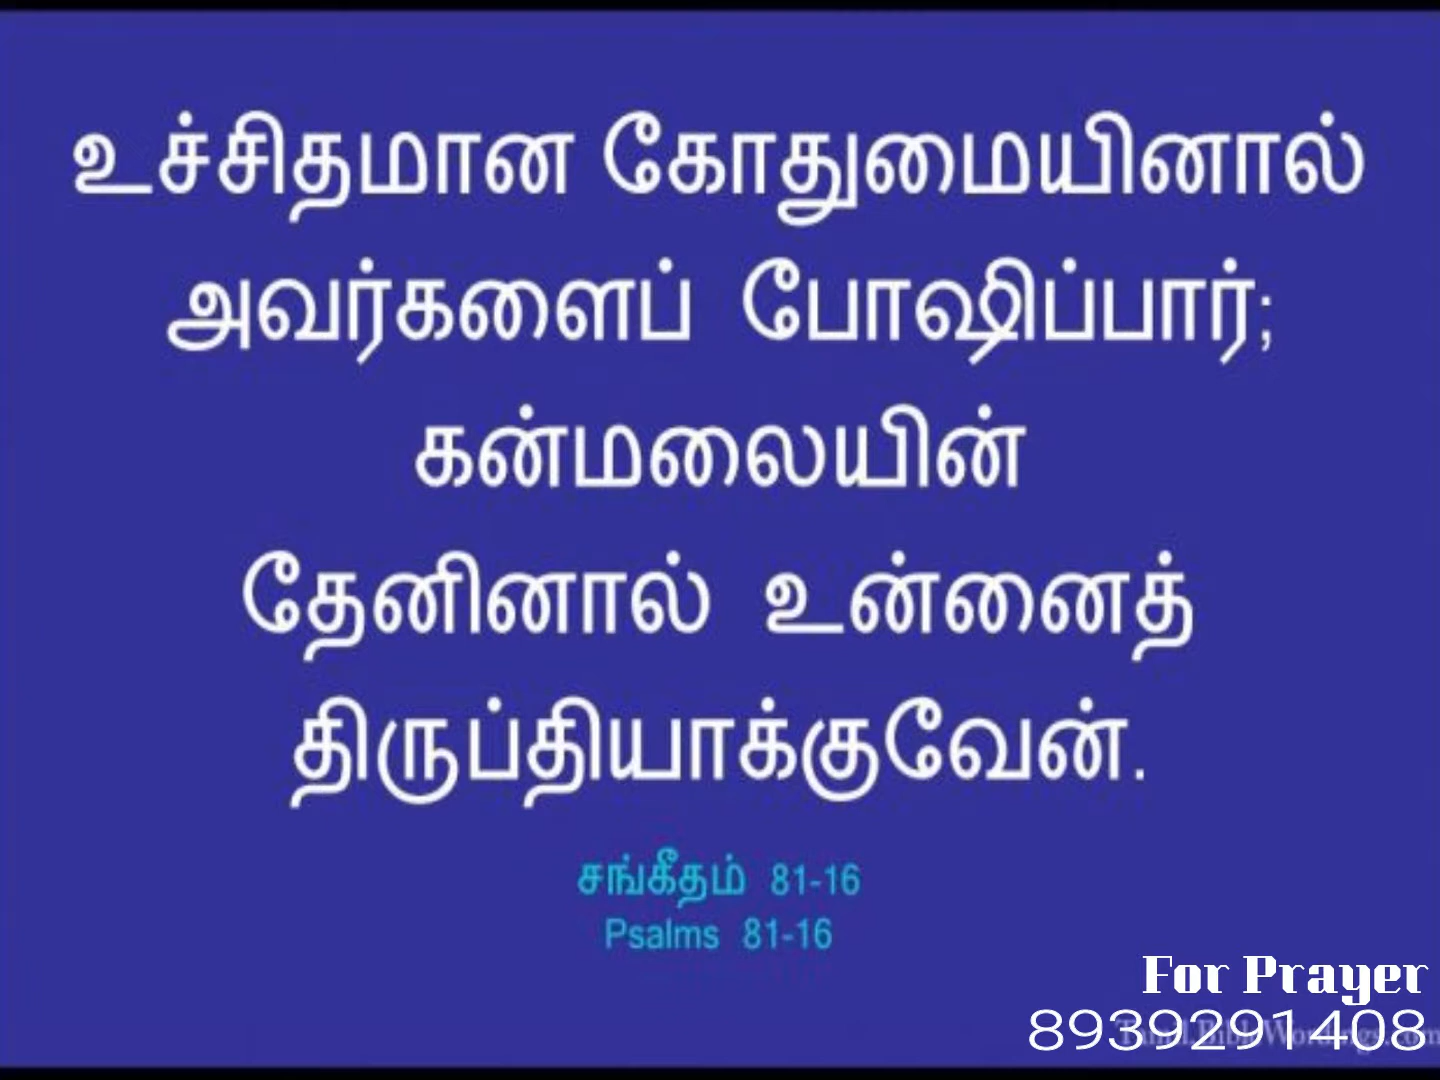 உச்சிதமான கோதுமையினால்
அவர்களைப் போஷிப்பார்;
கன்மலையின்
தேனினால் உன்னைத்
திருப்தியாக்குவேன்.
சங்கீதம் 81-16
Psalms 81-16
For Prayer
8939291408